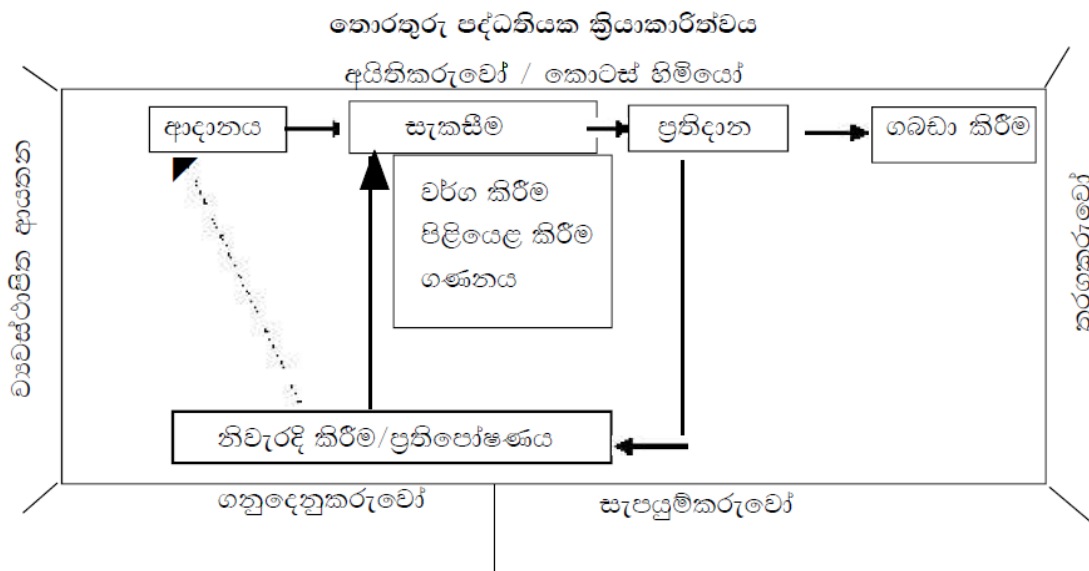 තොරතුරු පද්ධතියක ක්‍රියාකාරිත්වය
අයිතිකරුවෝ / කොටස් හිමියෝ
ආදානය
සැකසීම
ප්‍රතිදාන
ගබඩා කිරීම
වර්ග කිරීම
පිළියෙළ කිරීම
ගණනය
ව්‍යවස්ථාපිත ආයතන
තරගකරුවෝ
නිවැරදි කිරීම/ප්‍රතිපෝෂණය
ගනුදෙනුකරුවෝ
සැපයුම්කරුවෝ